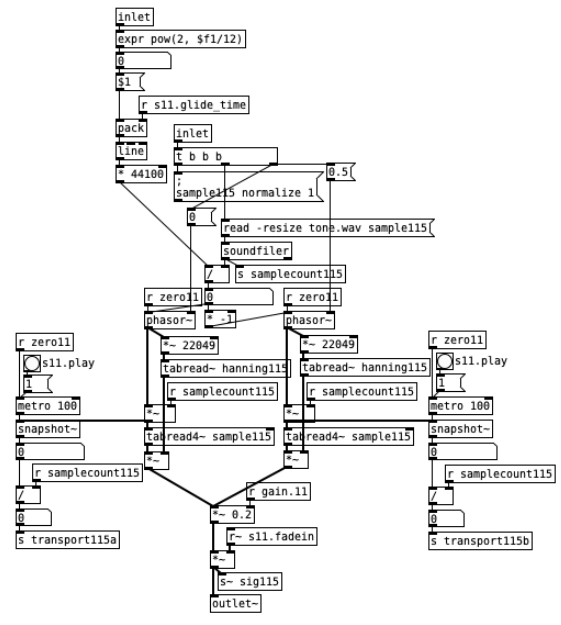 inlet
expr pow(2, $f1/12)
0
$1
r s11.glide_time
pack
inlet
line
t b b b
* 44100
;
0.5
sample115 normalize 1
0
read -resize tone.wav sample115
soundfiler
/
s samplecount115
r zero11
0
r zero11
phasor~
* -1
phasor~
r zero11
*~ 22049
*~ 22049
r zero11
s11.play
tabread~ hanning115
tabread~ hanning115
s11.play
1
1
r samplecount115
r samplecount115
metro 100
*~
*~
metro 100
snapshot~
tabread4~ sample115
tabread4~ sample115
snapshot~
0
*~
*~
0
r samplecount115
r samplecount115
/
r gain.11
/
0
*~ 0.2
0
s transport115a
r~ s11.fadein
s transport115b
*~
s~ sig115
outlet~